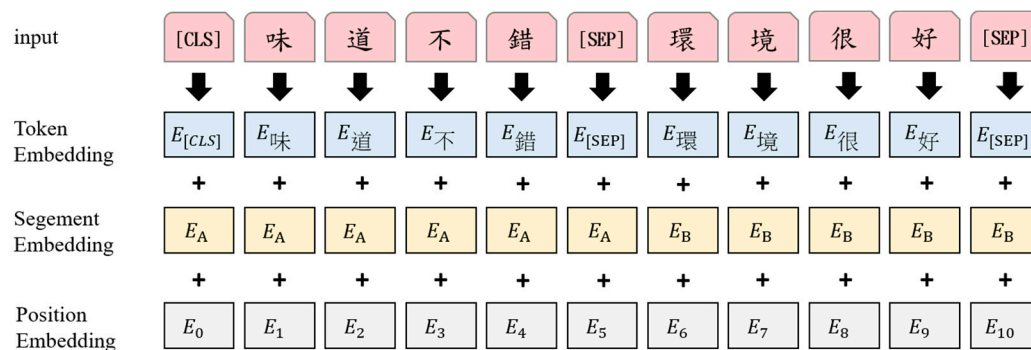 input [CLS] 味 道 不 錯 [SEP] 環 境 很 好 [SEP]
Token Embedding E[CLS] E味 E道 E不 E錯 E[SEP] E環 E境 E很 E好 E[SEP]
+ + + + + + + + + + +
Segement Embedding EA EA EA EA EA EA EB EB EB EB EB
+ + + + + + + + + + +
Position Embedding E0 E1 E2 E3 E4 E5 E6 E7 E8 E9 E10